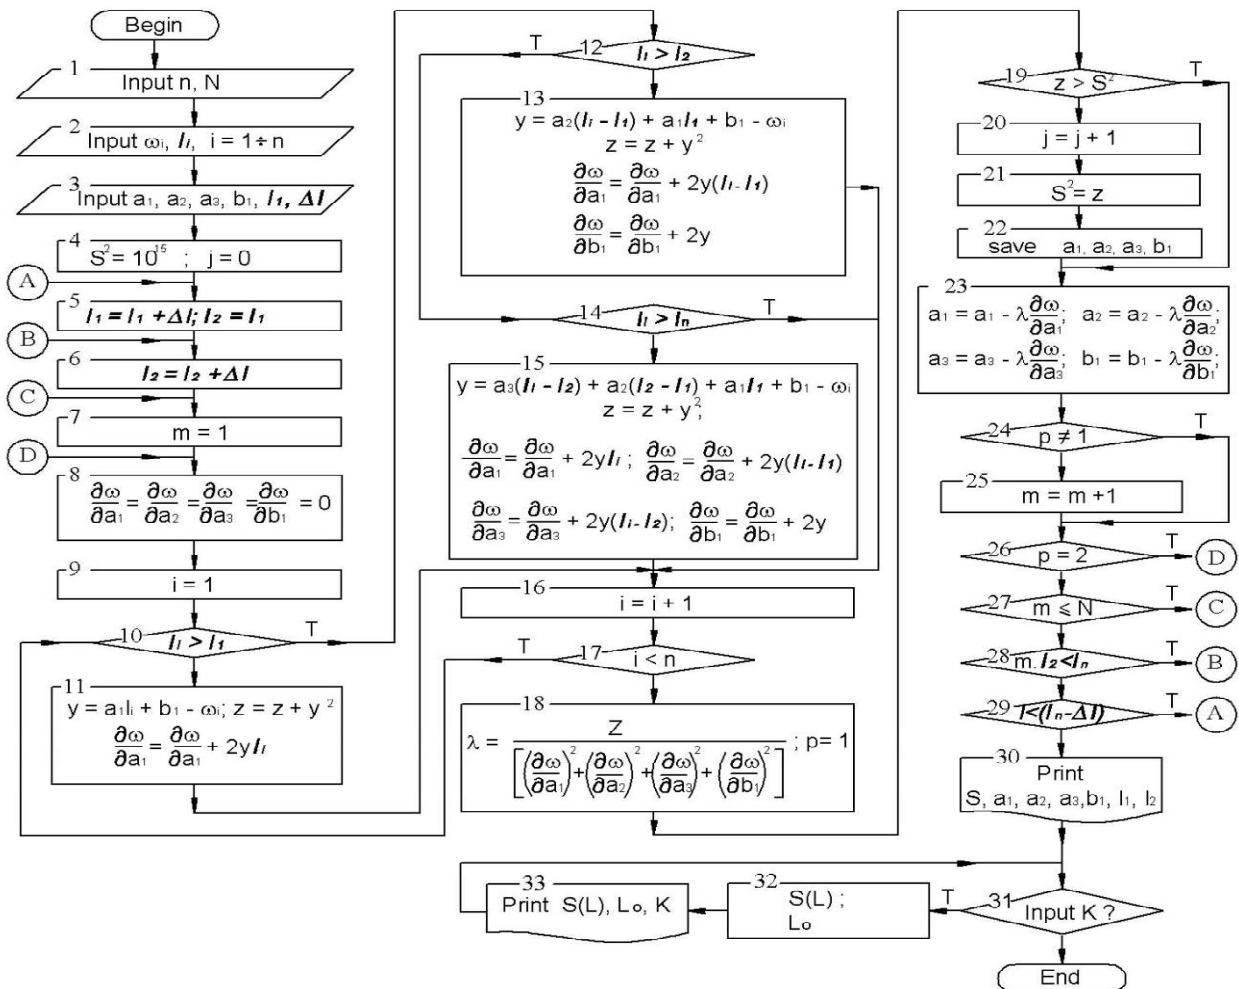 Begin
1
Input n, N
2
Input ωi, li, i = 1 ÷ n
3
Input a₁, a₂, a₃, b₁, l₁, Δl
4
S² = 10¹⁵ ; j = 0
A
5
l₁ = l₁ + Δl; l₂ = l₁
B
6
l₂ = l₂ + Δl
C
7
m = 1
D
8
∂ω/∂a₁ = ∂ω/∂a₂ = ∂ω/∂a₃ = ∂ω/∂b₁ = 0
9
i = 1
10
lᵢ > l₁
T
11
y = a₁lᵢ + b₁ - ωᵢ; z = z + y²
∂ω/∂a₁ = ∂ω/∂a₁ + 2ylᵢ
T
12
lᵢ > l₂
13
y = a₂(lᵢ - l₁) + a₁l₁ + b₁ - ωᵢ
z = z + y²
∂ω/∂a₁ = ∂ω/∂a₁ + 2y(lᵢ - l₁)
∂ω/∂b₁ = ∂ω/∂b₁ + 2y
14
lᵢ > lₙ
T
15
y = a₃(lᵢ - l₂) + a₂(l₂ - l₁) + a₁l₁ + b₁ - ωᵢ
z = z + y²;
∂ω/∂a₁ = ∂ω/∂a₁ + 2ylᵢ ; ∂ω/∂a₂ = ∂ω/∂a₂ + 2y(lᵢ - l₁)
∂ω/∂a₃ = ∂ω/∂a₃ + 2y(lᵢ - l₂); ∂ω/∂b₁ = ∂ω/∂b₁ + 2y
16
i = i + 1
T
17
i < n
18
λ = Z/[(∂ω/∂a₁)² + (∂ω/∂a₂)² + (∂ω/∂a₃)² + (∂ω/∂b₁)²] ; p= 1
19
z > S²
T
20
j = j + 1
21
S² = z
22
save a₁, a₂, a₃, b₁
23
a₁ = a₁ - λ∂ω/∂a₁; a₂ = a₂ - λ∂ω/∂a₂;
a₃ = a₃ - λ∂ω/∂a₃; b₁ = b₁ - λ∂ω/∂b₁;
24
p ≠ 1
T
25
m = m +1
26
p = 2
T
D
27
m ⩽ N
T
C
28
m. l₂<lₙ
T
B
29
l<(lₙ-Δl)
T
A
30
Print
S, a₁, a₂, a₃,b₁, l₁, l₂
31
Input K ?
T
32
S(L) ;
L₀
33
Print S(L), L₀, K
End